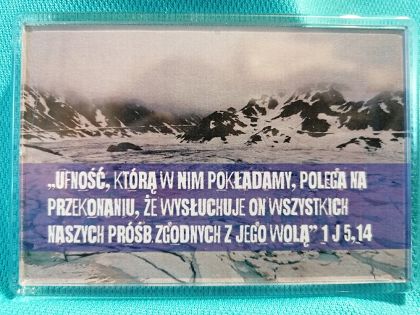 „UFNOŚĆ, KTÓRĄ W NIM POKŁADAMY, POLEGA NA
PRZEKONANIU, ŻE WYSŁUCHUJE ON WSZYSTKICH
NASZYCH PRÓŚB ZGODNYCH Z JEGO WOLĄ” 1 J 5,14